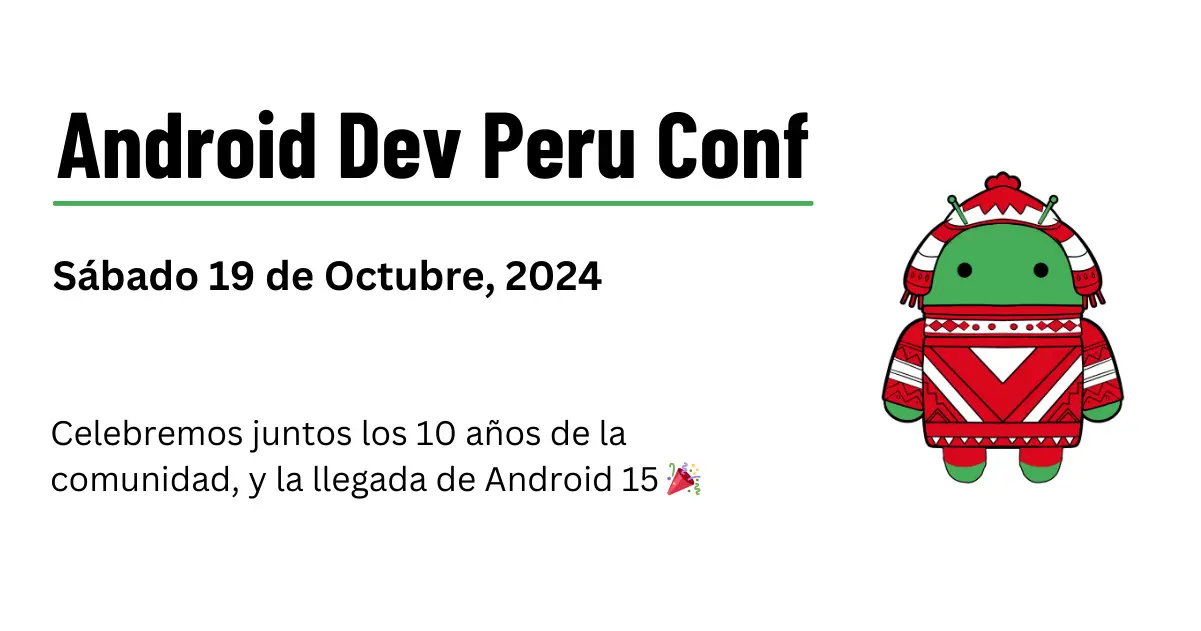 Android Dev Peru Conf
Sábado 19 de Octubre, 2024
Celebremos juntos los 10 años de la
comunidad, y la llegada de Android 15 🎉